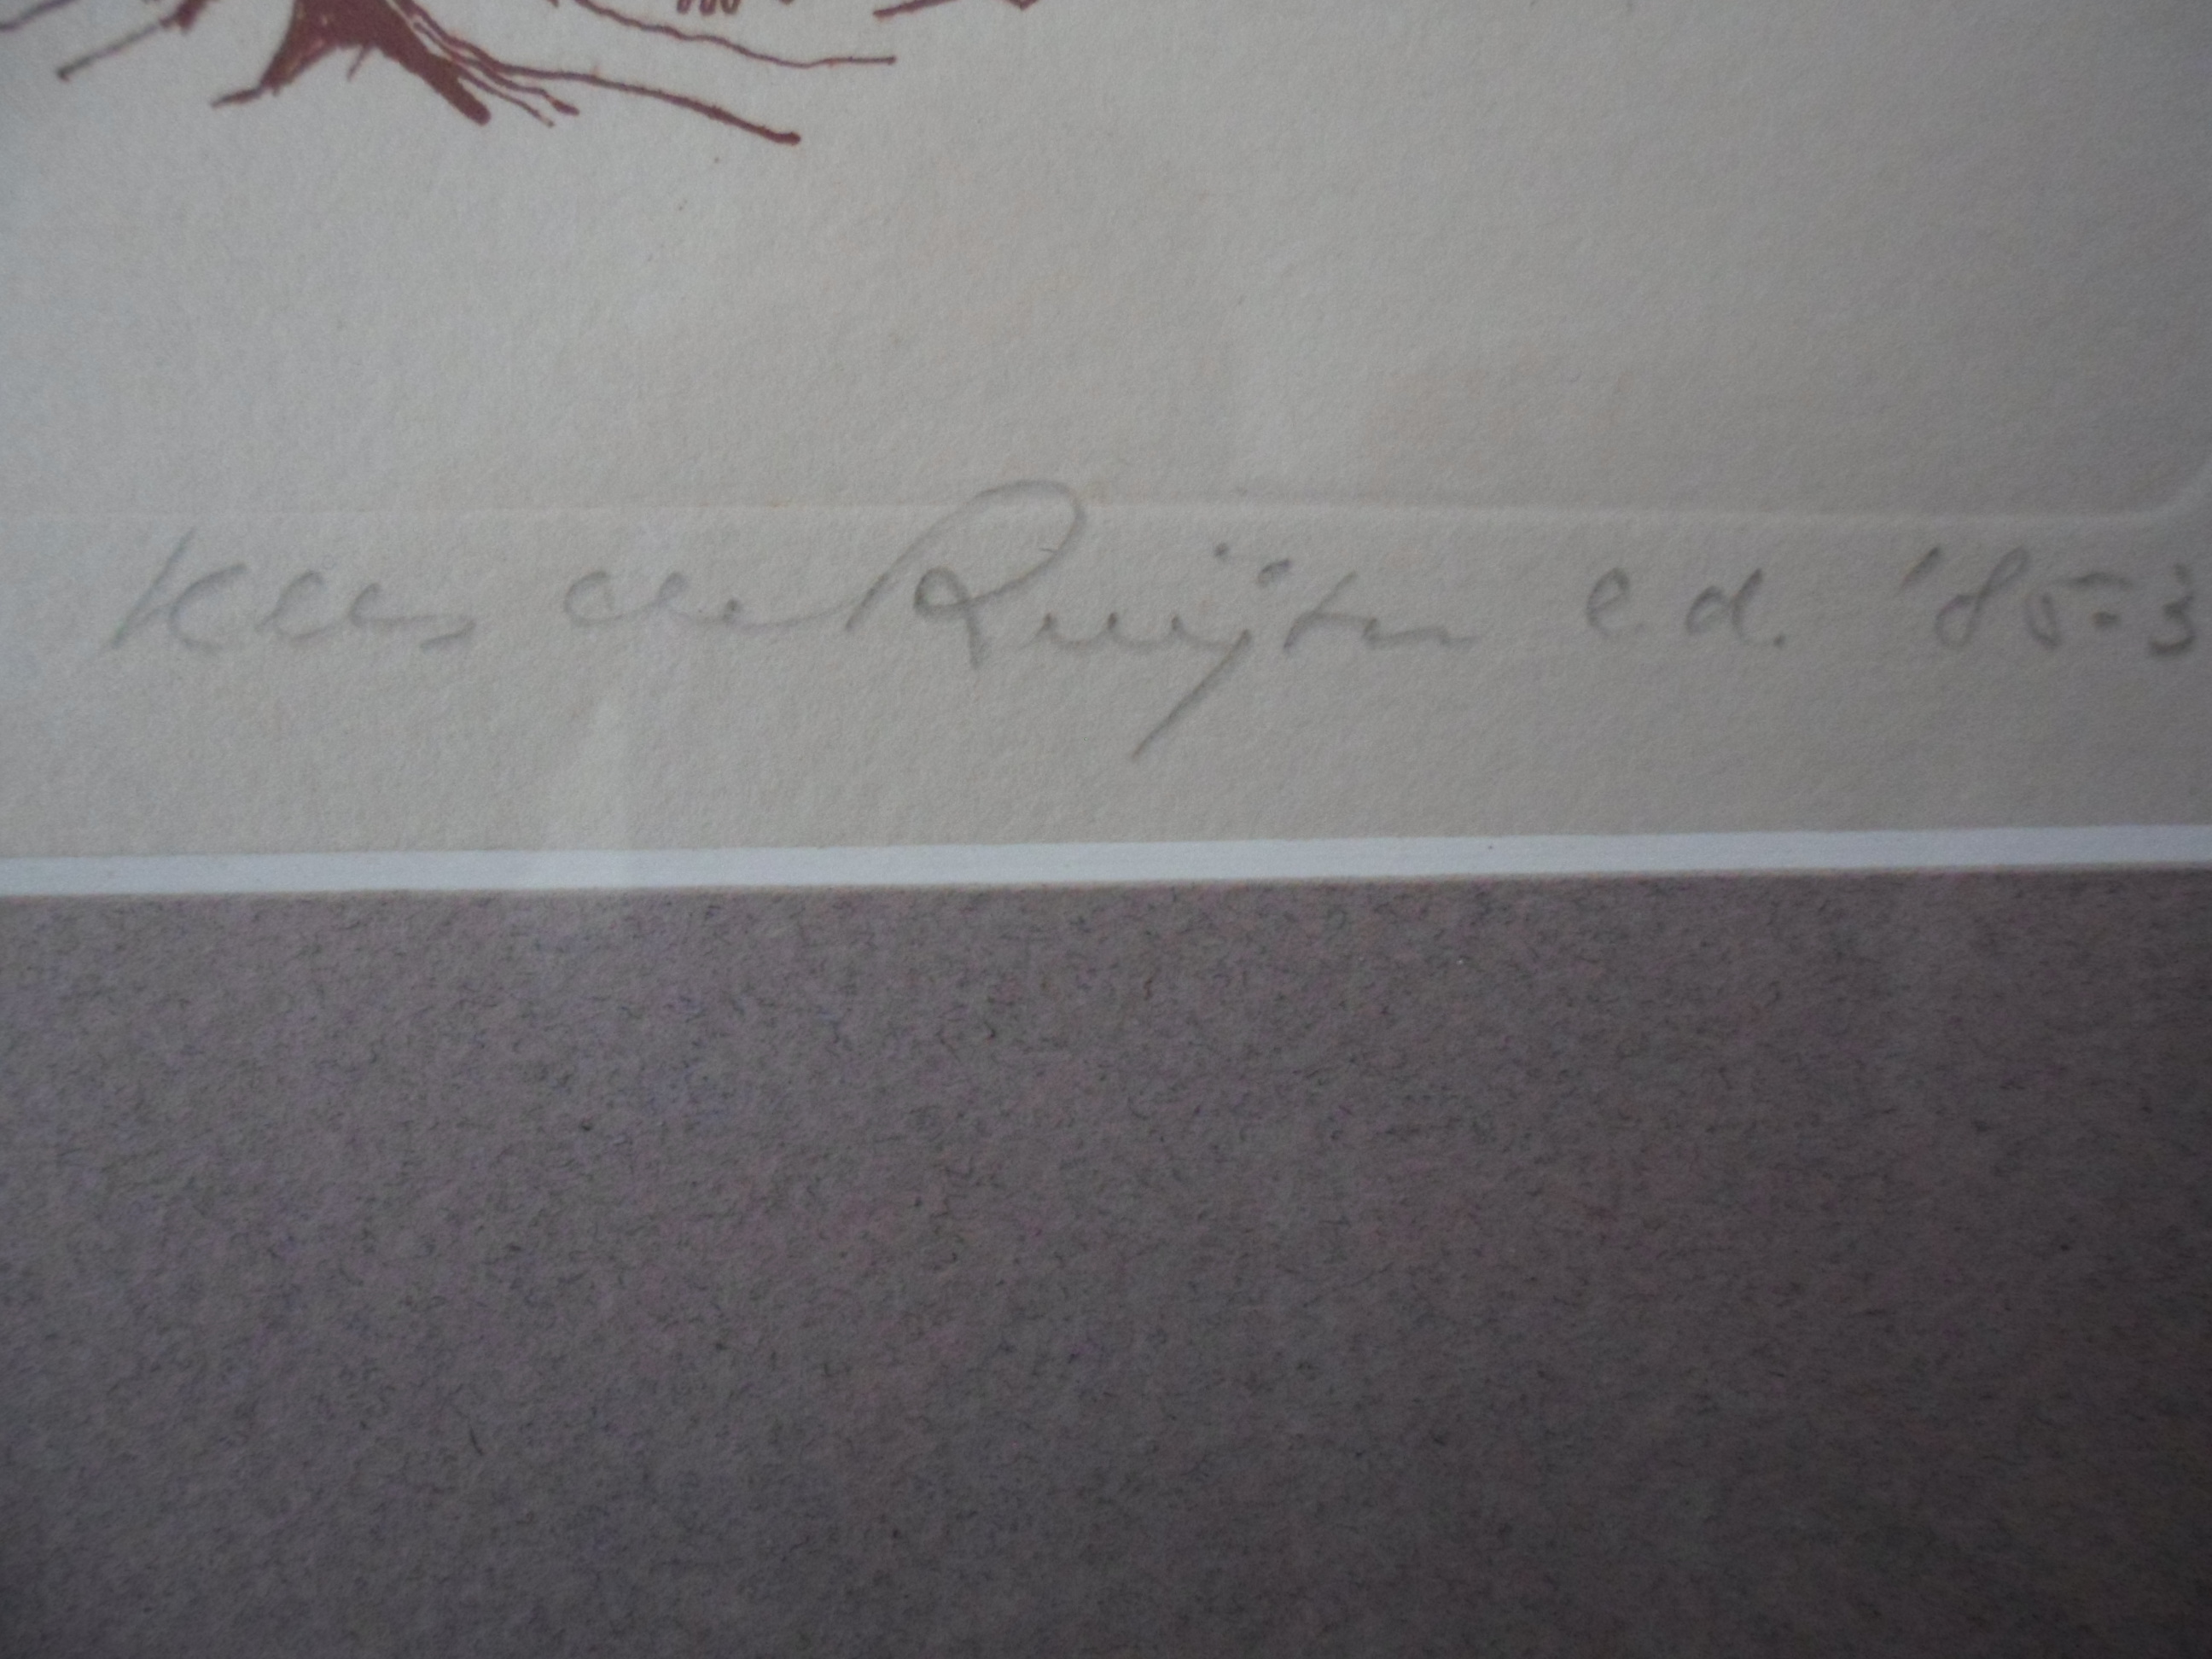 Kees de Ruijter e.d. '85-3